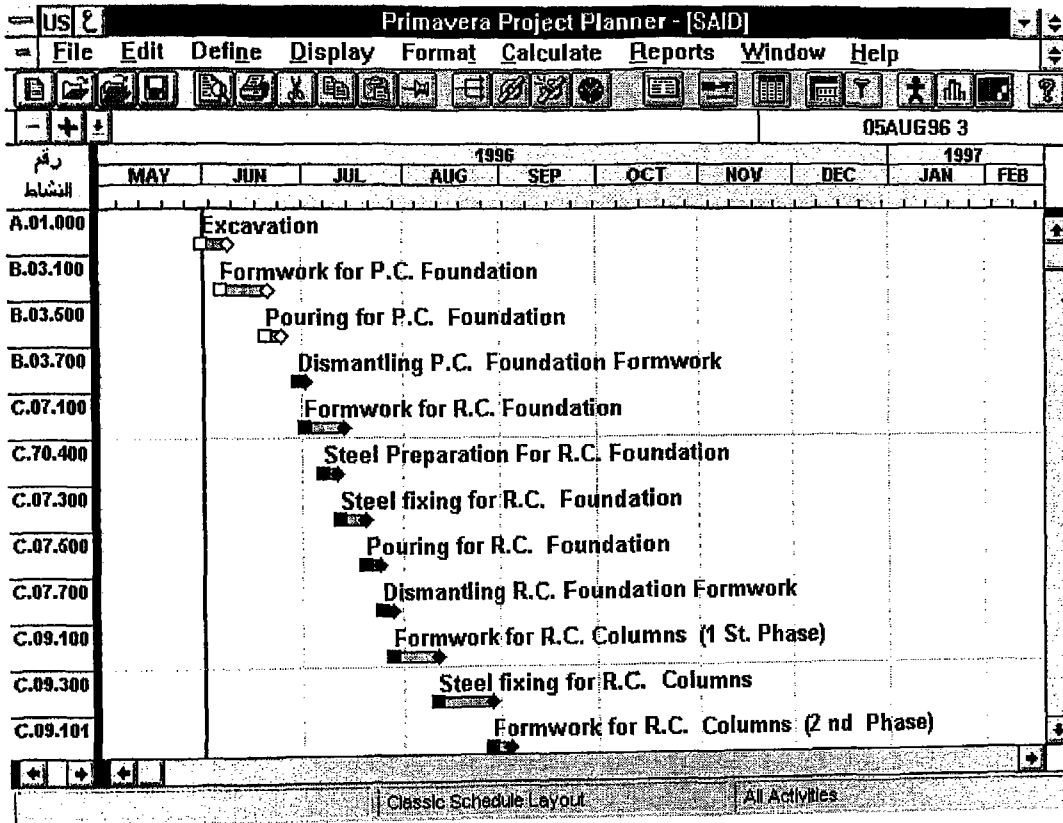 US ع Primavera Project Planner - [SAID]
File Edit Define Display Format Calculate Reports Window Help
05AUG96 3
رقم النشاط
1996 1997
MAY JUN JUL AUG SEP OCT NOV DEC JAN FEB
A.01.000 Excavation
B.03.100 Formwork for P.C. Foundation
B.03.500 Pouring for P.C. Foundation
B.03.700 Dismantling P.C. Foundation Formwork
C.07.100 Formwork for R.C. Foundation
C.70.400 Steel Preparation For R.C. Foundation
C.07.300 Steel fixing for R.C. Foundation
C.07.600 Pouring for R.C. Foundation
C.07.700 Dismantling R.C. Foundation Formwork
C.09.100 Formwork for R.C. Columns (1 St. Phase)
C.09.300 Steel fixing for R.C. Columns
C.09.101 Formwork for R.C. Columns (2 nd Phase)
Classic Schedule Layout All Activities